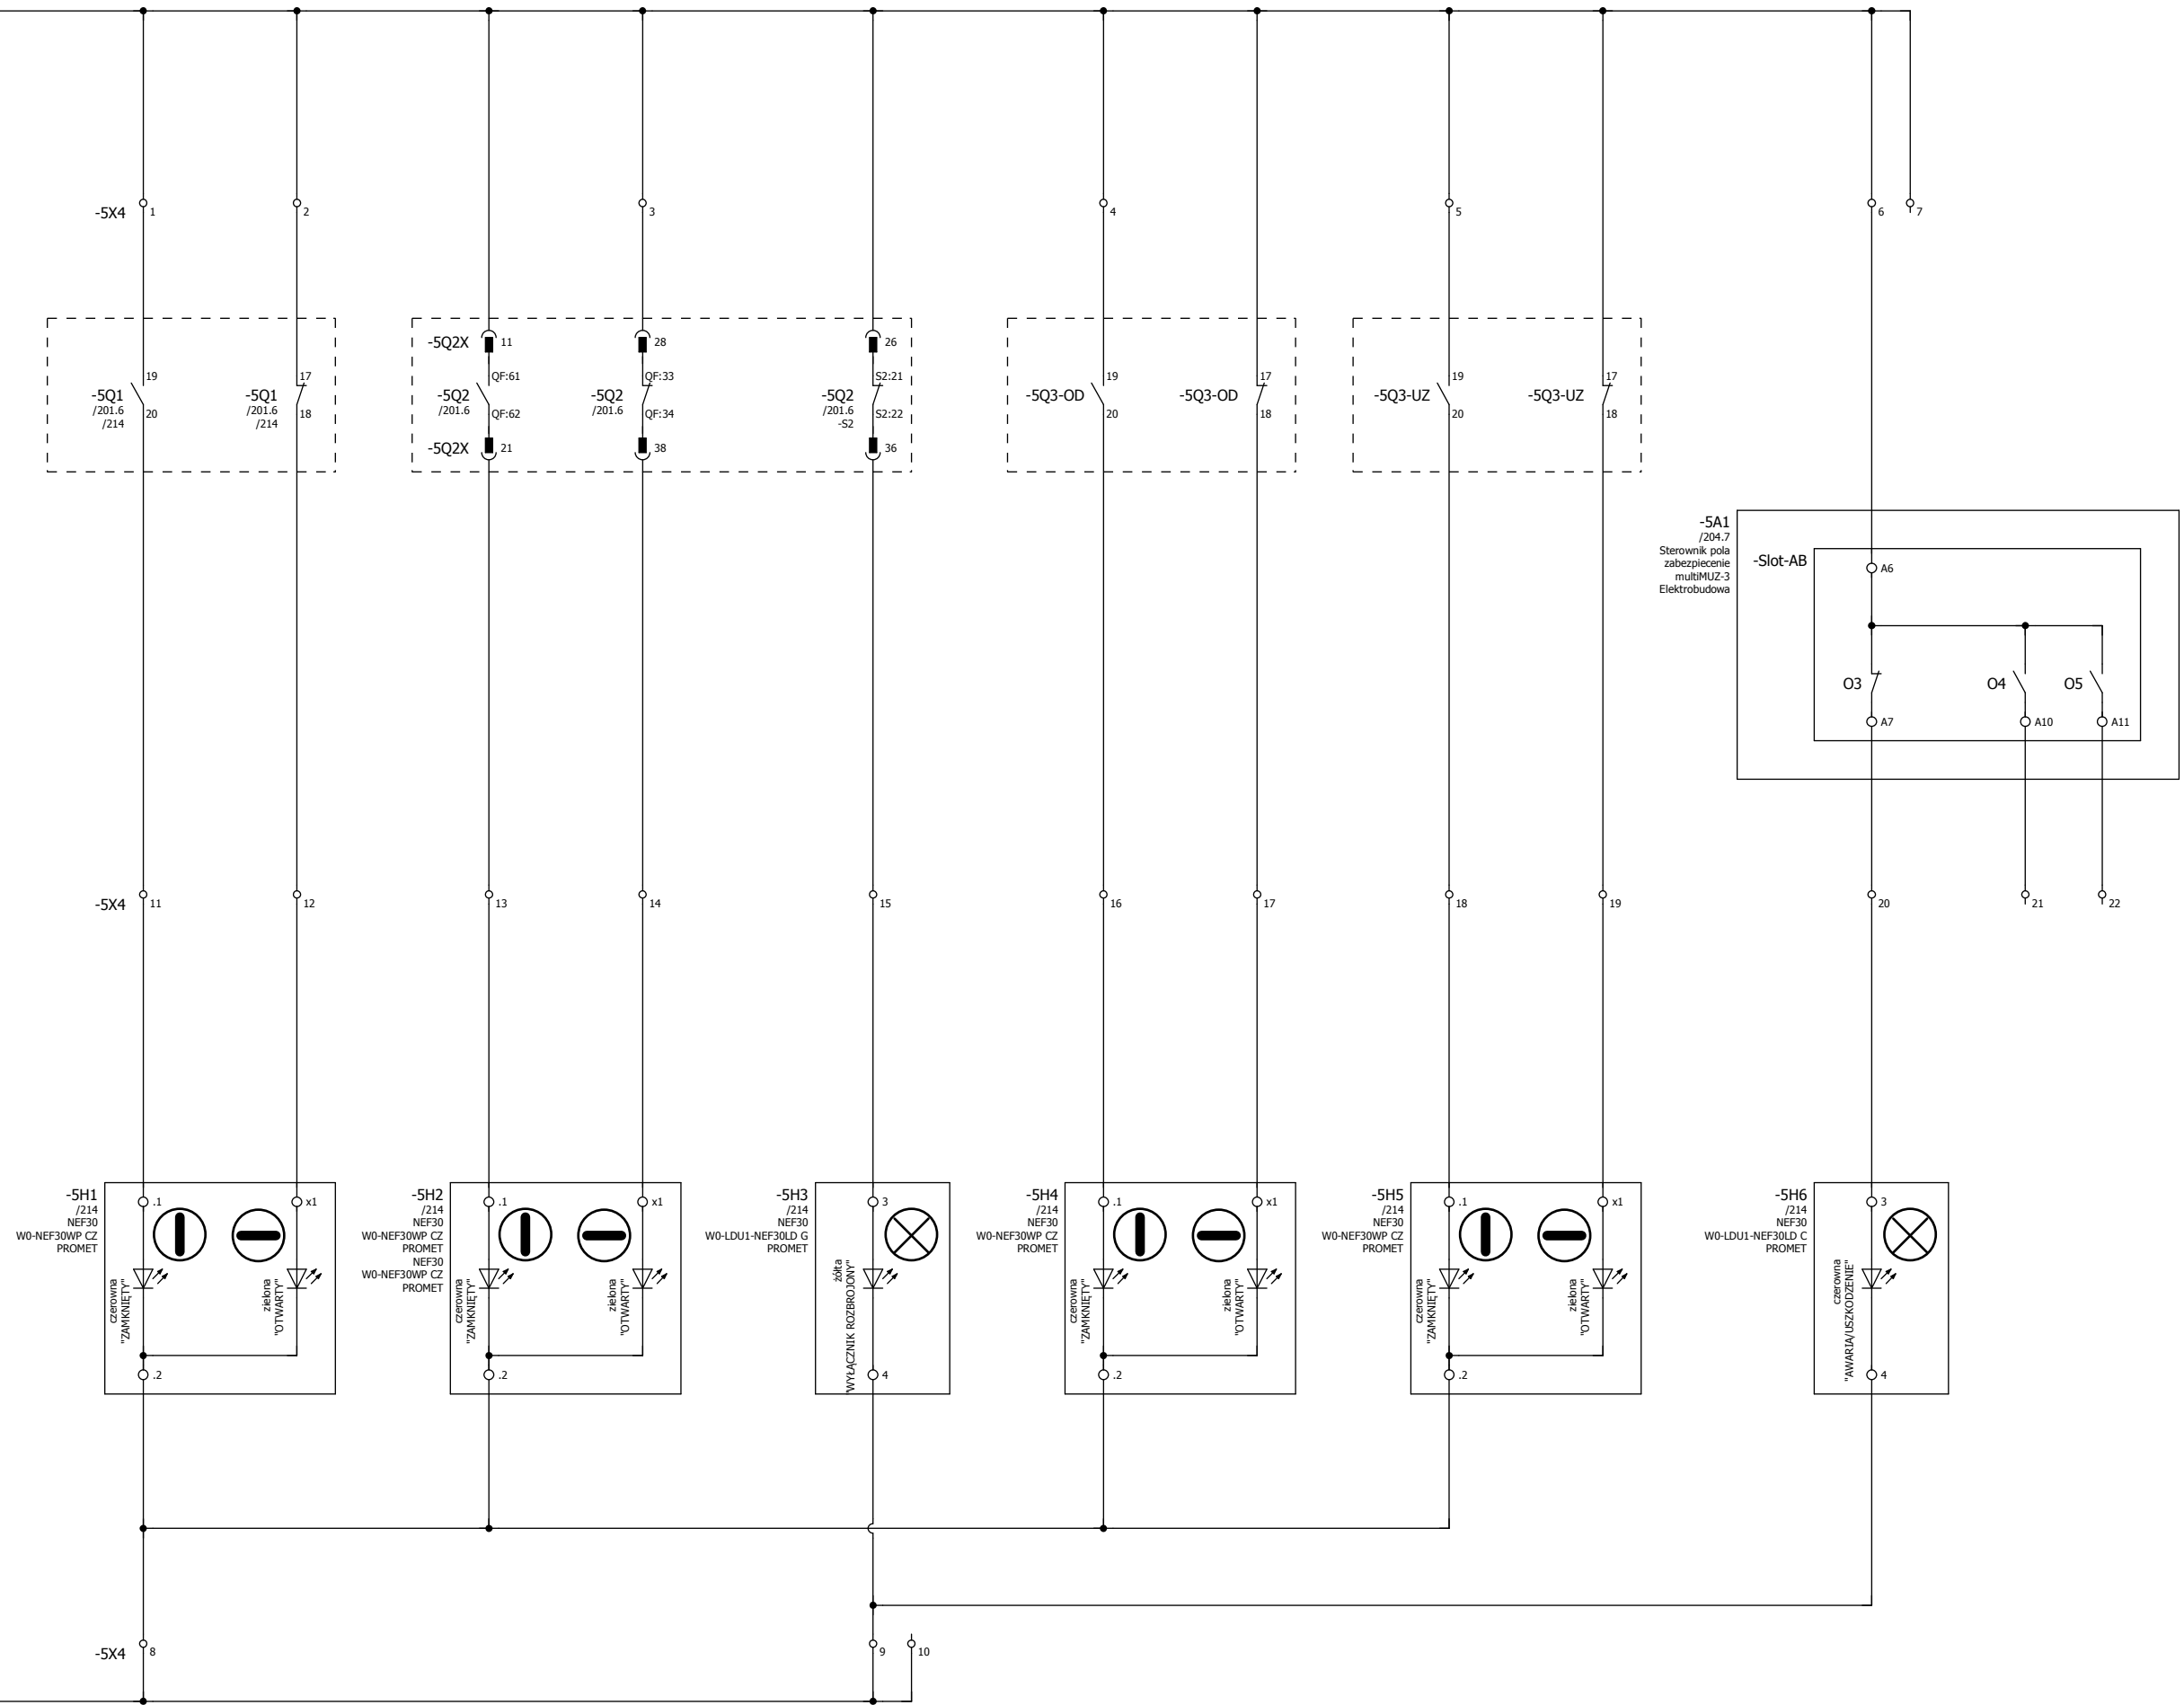 -5X4
1
2
3
4
5
6
7
-5Q2X
11
28
26
-5Q1
/201.6
/214
19
20
-5Q1
/201.6
/214
17
18
-5Q2
/201.6
QF:61
QF:62
-5Q2
/201.6
QF:33
QF:34
-5Q2
/201.6
-S2
S2:21
S2:22
-5Q3-OD
19
20
-5Q3-OD
17
18
-5Q3-UZ
19
20
-5Q3-UZ
17
18
-5Q2X
21
38
36
-5A1
/204.7
Sterownik pola
zabezpiecenie
multiMUZ-3
Elektrobudowa
-Slot-AB
A6
O3
O4
O5
A7
A10
A11
-5X4
11
12
13
14
15
16
17
18
19
20
21
22
-5H1
/214
NEF30
W0-NEF30WP CZ
PROMET
.1
x1
czerowna
"ZAMKNIĘTY"
zielona
"OTWARTY"
.2
-5H2
/214
NEF30
W0-NEF30WP CZ
PROMET
NEF30
W0-NEF30WP CZ
PROMET
.1
x1
czerowna
"ZAMKNIĘTY"
zielona
"OTWARTY"
.2
-5H3
/214
NEF30
W0-LDU1-NEF30LD G
PROMET
3
żółta
"WYŁĄCZNIK ROZBROJONY"
4
-5H4
/214
NEF30
W0-NEF30WP CZ
PROMET
.1
x1
czerowna
"ZAMKNIĘTY"
zielona
"OTWARTY"
.2
-5H5
/214
NEF30
W0-NEF30WP CZ
PROMET
.1
x1
czerowna
"ZAMKNIĘTY"
zielona
"OTWARTY"
.2
-5H6
/214
NEF30
W0-LDU1-NEF30LD C
PROMET
3
czerowna
"AWARIA/USZKODZENIE"
4
-5X4
8
9
10